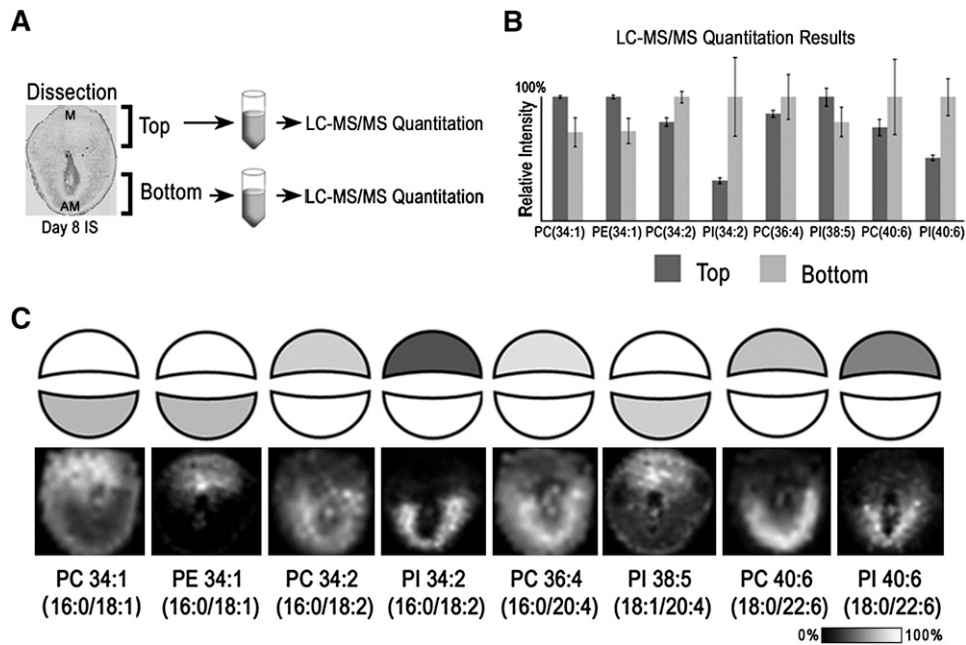 A
Dissection
M
AM
Day 8 IS
Top
LC-MS/MS Quantitation
Bottom
LC-MS/MS Quantitation
B
LC-MS/MS Quantitation Results
100%
Relative Intensity
PC(34:1) PE(34:1) PC(34:2) PI(34:2) PC(36:4) PI(38:5) PC(40:6) PI(40:6)
Top Bottom
C
PC 34:1 PE 34:1 PC 34:2 PI 34:2 PC 36:4 PI 38:5 PC 40:6 PI 40:6
(16:0/18:1) (16:0/18:1) (16:0/18:2) (16:0/18:2) (16:0/20:4) (18:1/20:4) (18:0/22:6) (18:0/22:6)
0% 100%